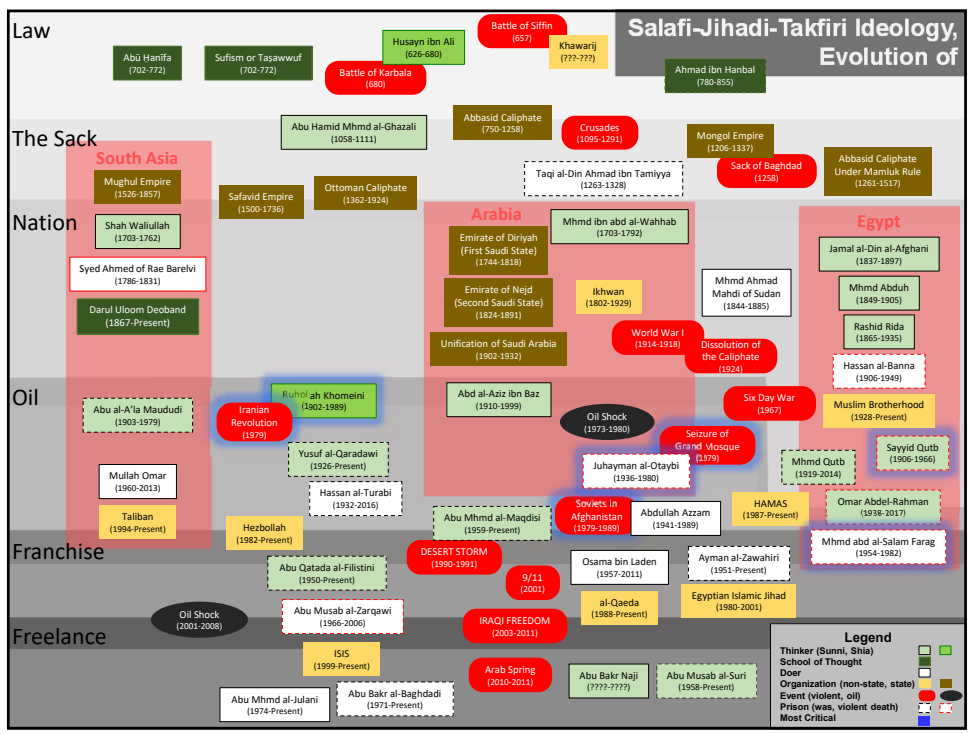 Law
Salafi-Jihadi-Takfiri Ideology,
Evolution of
Battle of Siffin
(657)
Husayn ibn Ali
(626-680)
Khawarij
(???-???)
Abū Ḥanīfa
(702-772)
Sufism or Taṣawwuf
(702-772)
Battle of Karbala
(680)
Ahmad ibn Hanbal
(780-855)
The Sack
Abu Hamid Mhmd al-Ghazali
(1058-1111)
Abbasid Caliphate
(750-1258)
Crusades
(1095-1291)
Mongol Empire
(1206-1337)
South Asia
Taqi al-Din Ahmad ibn Tamiyya
(1263-1328)
Sack of Baghdad
(1258)
Abbasid Caliphate
Under Mamluk Rule
(1261-1517)
Mughul Empire
(1526-1857)
Safavid Empire
(1500-1736)
Ottoman Caliphate
(1362-1924)
Nation
Arabia
Egypt
Shah Waliullah
(1703-1762)
Mhmd ibn abd al-Wahhab
(1703-1792)
Emirate of Diriyah
(First Saudi State)
(1744-1818)
Jamal al-Din al-Afghani
(1837-1897)
Syed Ahmed of Rae Barelvi
(1786-1831)
Emirate of Nejd
(Second Saudi State)
(1824-1891)
Ikhwan
(1802-1929)
Mhmd Ahmad
Mahdi of Sudan
(1844-1885)
Mhmd Abduh
(1849-1905)
Darul Uloom Deoband
(1867-Present)
Rashid Rida
(1865-1935)
Unification of Saudi Arabia
(1902-1932)
World War I
(1914-1918)
Dissolution of
the Caliphate
(1924)
Hassan al-Banna
(1906-1949)
Oil
Ruhollah Khomeini
(1902-1989)
Abd al-Aziz ibn Baz
(1910-1999)
Six Day War
(1967)
Muslim Brotherhood
(1928-Present)
Abu al-A’la Maududi
(1903-1979)
Iranian
Revolution
(1979)
Oil Shock
(1973-1980)
Seizure of
Grand Mosque
(1979)
Sayyid Qutb
(1906-1966)
Yusuf al-Qaradawi
(1926-Present)
Juhayman al-Otaybi
(1936-1980)
Mhmd Qutb
(1919-2014)
Mullah Omar
(1960-2013)
Hassan al-Turabi
(1932-2016)
Omar Abdel-Rahman
(1938-2017)
Taliban
(1994-Present)
Hezbollah
(1982-Present)
Abu Mhmd al-Maqdisi
(1959-Present)
Soviets in
Afghanistan
(1979-1989)
Abdullah Azzam
(1941-1989)
HAMAS
(1987-Present)
Mhmd abd al-Salam Farag
(1954-1982)
Franchise
DESERT STORM
(1990-1991)
Osama bin Laden
(1957-2011)
Ayman al-Zawahiri
(1951-Present)
Abu Qatada al-Filistini
(1950-Present)
9/11
(2001)
al-Qaeda
(1988-Present)
Egyptian Islamic Jihad
(1980-2001)
Oil Shock
(2001-2008)
Abu Musab al-Zarqawi
(1966-2006)
IRAQI FREEDOM
(2003-2011)
Freelance
ISIS
(1999-Present)
Arab Spring
(2010-2011)
Abu Bakr Naji
(????-????)
Abu Musab al-Suri
(1958-Present)
Abu Mhmd al-Julani
(1974-Present)
Abu Bakr al-Baghdadi
(1971-Present)
Legend
Thinker (Sunni, Shia)
School of Thought
Doer
Organization (non-state, state)
Event (violent, oil)
Prison (was, violent death)
Most Critical